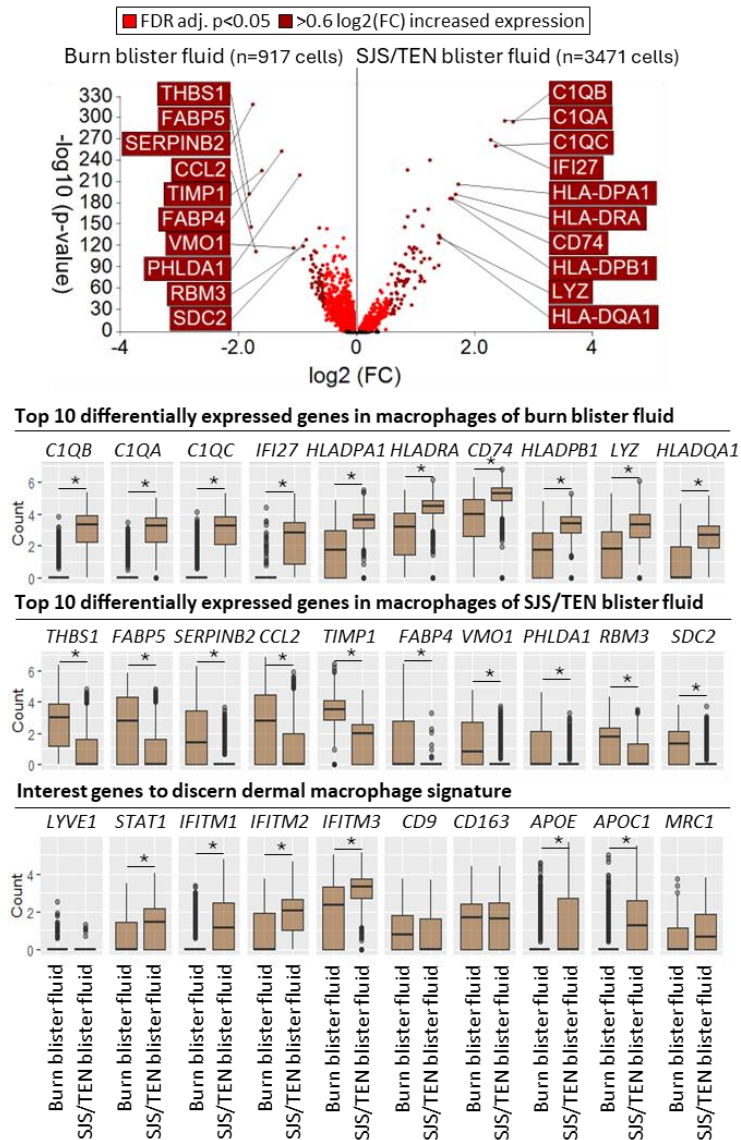 FDR adj. p<0.05 >0.6 log2(FC) increased expression
Burn blister fluid (n=917 cells) SJS/TEN blister fluid (n=3471 cells)
THBS1
FABP5
SERPINB2
CCL2
TIMP1
FABP4
VMO1
PHLDA1
RBM3
SDC2
-log10 (p-value)
330
300
270
240
210
180
150
120
90
60
30
0
C1QB
C1QA
C1QC
IFI27
HLA-DPA1
HLA-DRA
CD74
HLA-DPB1
LYZ
HLA-DQA1
-4 -2.0 0 2.0 4
log2 (FC)
Top 10 differentially expressed genes in macrophages of burn blister fluid
C1QB C1QA C1QC IFI27 HLADPA1 HLADRA CD74 HLADPB1 LYZ HLADQA1
* * * * * * * * * *
Count
6
4
2
0
Top 10 differentially expressed genes in macrophages of SJS/TEN blister fluid
THBS1 FABP5 SERPINB2 CCL2 TIMP1 FABP4 VMO1 PHLDA1 RBM3 SDC2
* * * * * * * * * *
Count
6
4
2
0
Interest genes to discern dermal macrophage signature
LYVE1 STAT1 IFITM1 IFITM2 IFITM3 CD9 CD163 APOE APOC1 MRC1
* * * * * *
Count
4
2
0
Burn blister fluid
SJS/TEN blister fluid
Burn blister fluid
SJS/TEN blister fluid
Burn blister fluid
SJS/TEN blister fluid
Burn blister fluid
SJS/TEN blister fluid
Burn blister fluid
SJS/TEN blister fluid
Burn blister fluid
SJS/TEN blister fluid
Burn blister fluid
SJS/TEN blister fluid
Burn blister fluid
SJS/TEN blister fluid
Burn blister fluid
SJS/TEN blister fluid
Burn blister fluid
SJS/TEN blister fluid